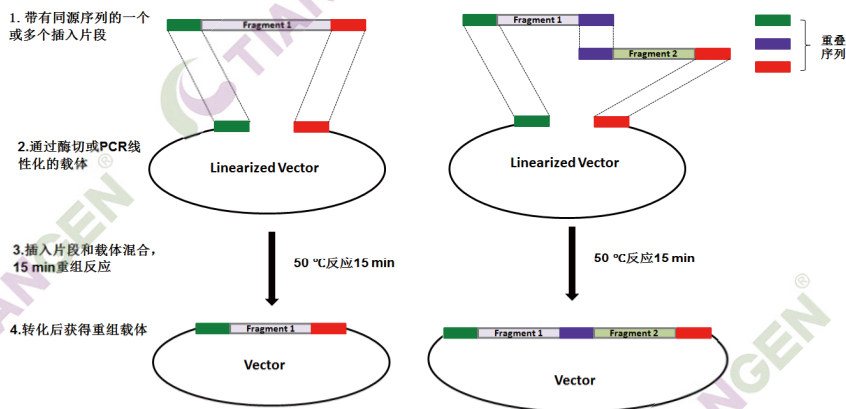 1. 带有同源序列的一个
或多个插入片段
Fragment 1
Fragment 1
Fragment 2
重叠
序列
2.通过酶切或PCR线
性化的载体
Linearized Vector
Linearized Vector
3.插入片段和载体混合，
15 min重组反应
50 ℃反应15 min
50 ℃反应15 min
4.转化后获得重组载体
Fragment 1
Vector
Fragment 1
Fragment 2
Vector
TIAN
ANGEN
®
NGEN
®